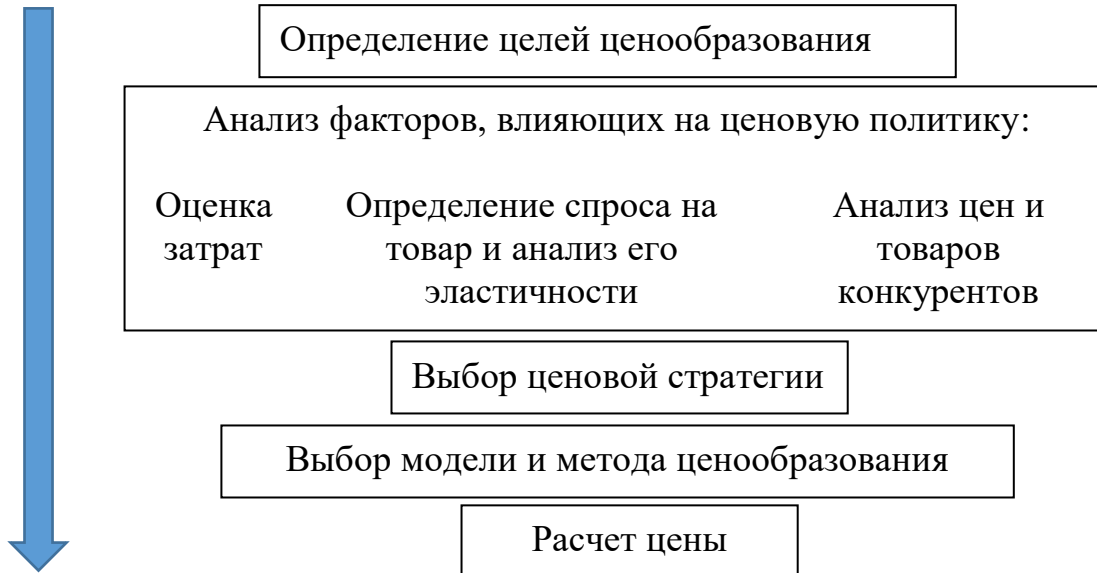 Определение целей ценообразования
Анализ факторов, влияющих на ценовую политику:
Оценка
затрат
Определение спроса на
товар и анализ его
эластичности
Анализ цен и
товаров
конкурентов
Выбор ценовой стратегии
Выбор модели и метода ценообразования
Расчет цены